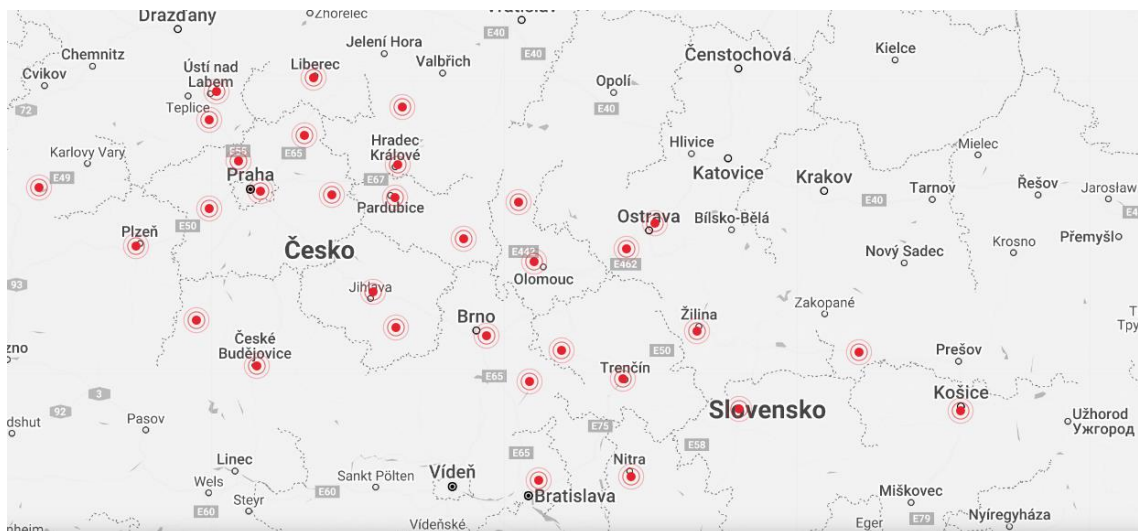 Drážďany
Zhořelec
E40
Chemnitz
Jelení Hora
E40
Čenstochová
Kielce
Cvikov
Ústí nad
Labem
Liberec
Valbřich
Opolí
Teplice
72
E40
Karlovy Vary
E55
E65
Hradec
Králové
Hlivice
Katovice
Mielec
E49
Praha
E67
Krakov
Tarnov
Řešov
Jarosław
Pardubice
E40
Plzeň
E50
Ostrava
Bílsko-Bělá
Česko
E442
E462
Nový Sadec
Krosno
Přemyšl
Olomouc
93
Jihlava
Zakopané
Brno
Žilina
České
Budějovice
E50
Prešov
E65
Trenčín
3
Košice
92
Pasov
Slovensko
Užhorod
Ужгород
E75
E58
Linec
E65
Nitra
Wels
Sankt Pölten
Vídeň
E60
Steyr
E60
Bratislava
Miškovec
Vídeňské
Eger
E79
Nyíregyháza